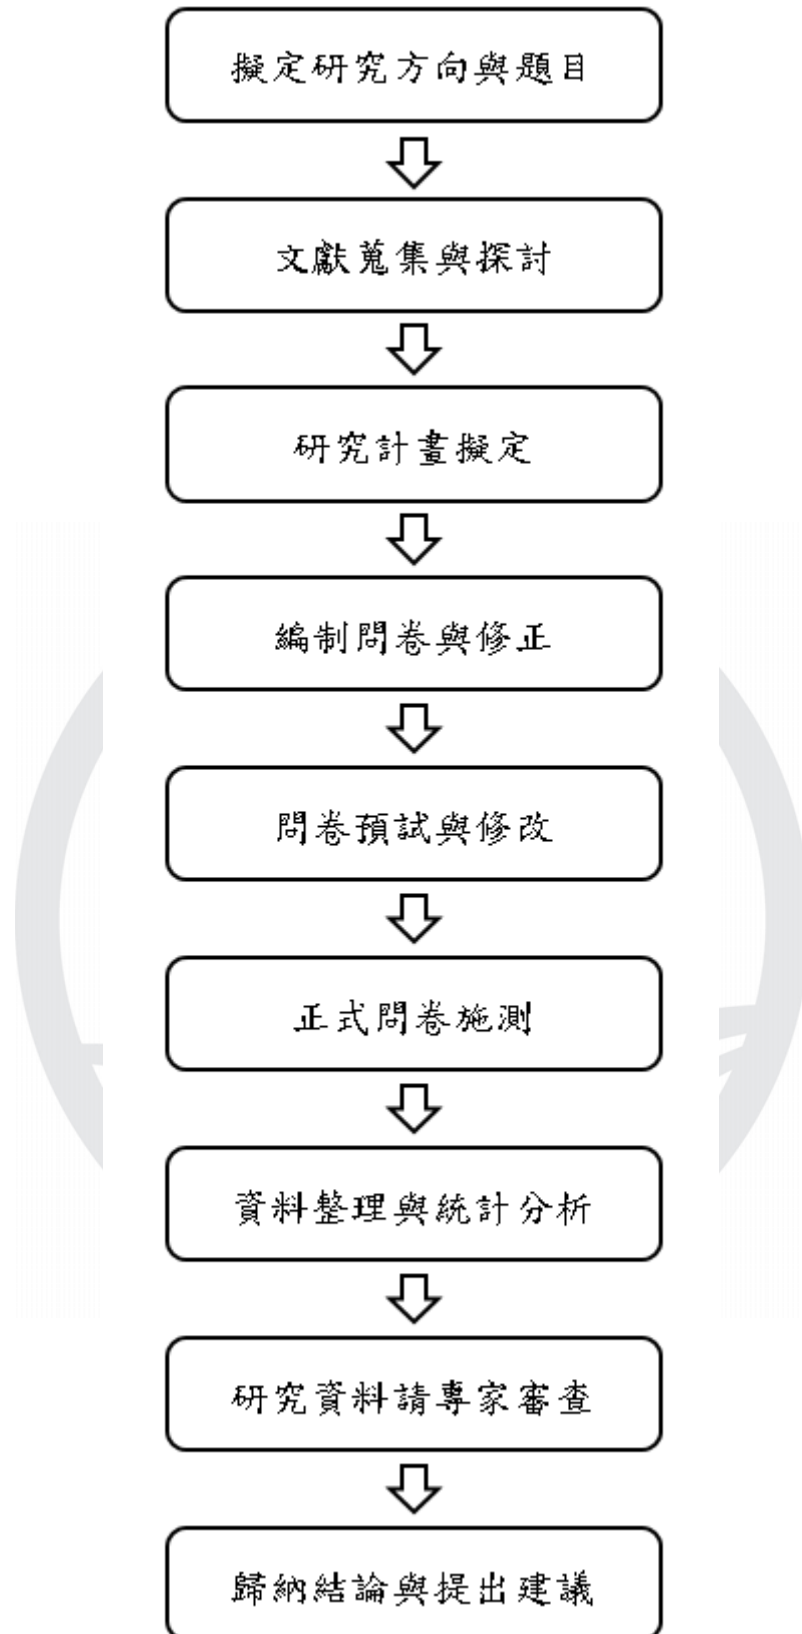 擬定研究方向與題目
文獻蒐集與探討
研究計畫擬定
編制問卷與修正
問卷預試與修改
正式問卷施測
資料整理與統計分析
研究資料請專家審查
歸納結論與提出建議